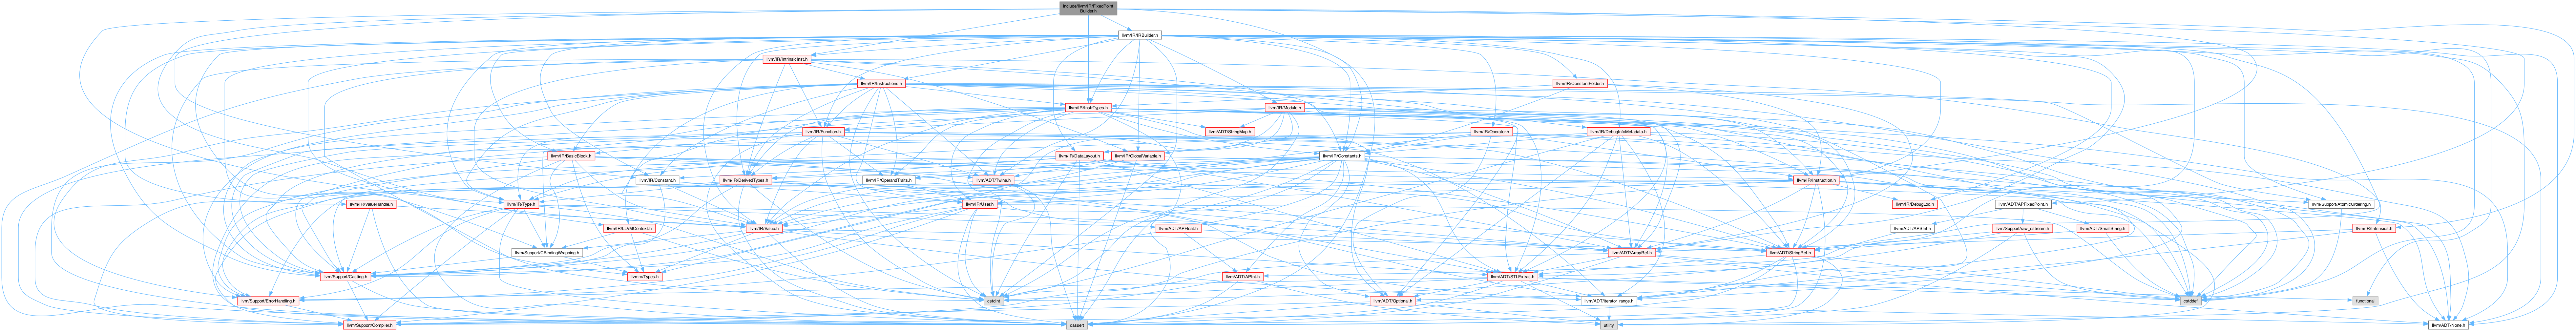 include/llvm/IR/FixedPoint
Builder.h
llvm/IR/IRBuilder.h
llvm/IR/IntrinsicInst.h
llvm/IR/Instructions.h
llvm/IR/ConstantFolder.h
llvm/IR/InstrTypes.h
llvm/IR/Module.h
llvm/IR/Function.h
llvm/ADT/StringMap.h
llvm/IR/Operator.h
llvm/IR/DebugInfoMetadata.h
llvm/IR/BasicBlock.h
llvm/IR/DataLayout.h
llvm/IR/GlobalVariable.h
llvm/IR/Constants.h
llvm/IR/Constant.h
llvm/IR/DerivedTypes.h
llvm/IR/OperandTraits.h
llvm/ADT/Twine.h
llvm/IR/Instruction.h
llvm/IR/ValueHandle.h
llvm/IR/Type.h
llvm/IR/User.h
llvm/IR/DebugLoc.h
llvm/ADT/APFixedPoint.h
llvm/Support/AtomicOrdering.h
llvm/IR/LLVMContext.h
llvm/IR/Value.h
llvm/ADT/APFloat.h
llvm/ADT/APSInt.h
llvm/Support/raw_ostream.h
llvm/ADT/SmallString.h
llvm/IR/Intrinsics.h
llvm/Support/CBindingWrapping.h
llvm/ADT/ArrayRef.h
llvm/ADT/StringRef.h
llvm/Support/Casting.h
llvm-c/Types.h
llvm/ADT/APInt.h
llvm/ADT/STLExtras.h
llvm/Support/ErrorHandling.h
cstdint
llvm/ADT/Optional.h
llvm/ADT/iterator_range.h
cstddef
functional
llvm/Support/Compiler.h
cassert
utility
llvm/ADT/None.h